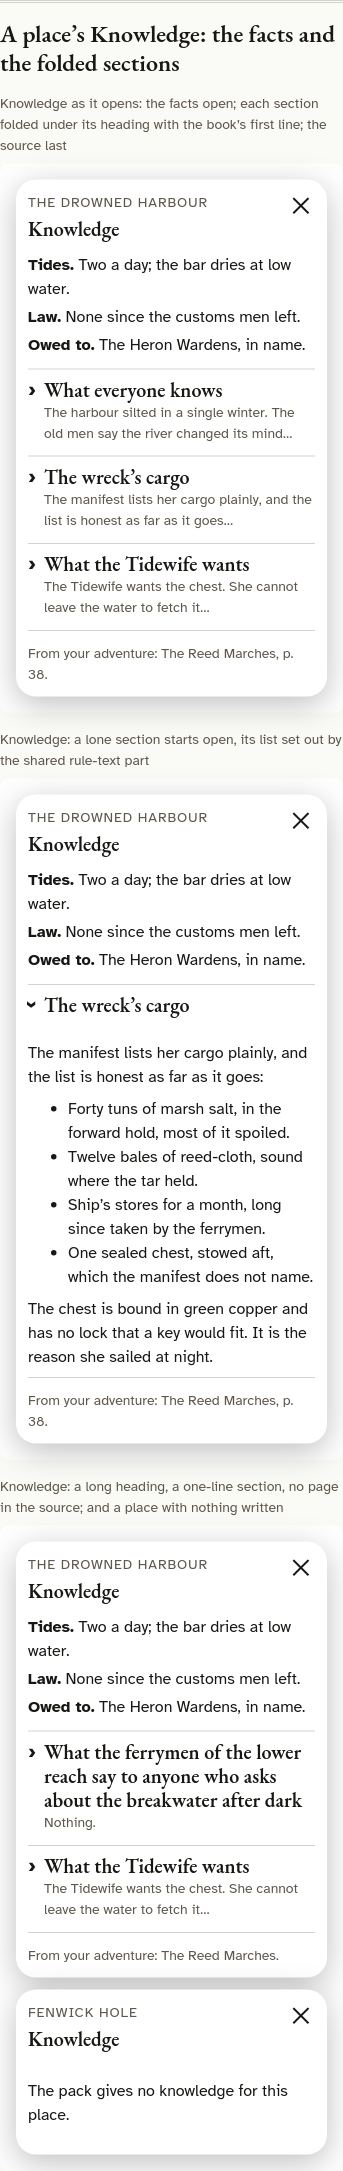 A place’s Knowledge: the facts and
the folded sections
Knowledge as it opens: the facts open; each section
folded under its heading with the book’s first line; the
source last
THE DROWNED HARBOUR
Knowledge
Tides. Two a day; the bar dries at low
water.
Law. None since the customs men left.
Owed to. The Heron Wardens, in name.
› What everyone knows
The harbour silted in a single winter. The
old men say the river changed its mind…
› The wreck’s cargo
The manifest lists her cargo plainly, and the
list is honest as far as it goes…
› What the Tidewife wants
The Tidewife wants the chest. She cannot
leave the water to fetch it…
From your adventure: The Reed Marches, p.
38.
Knowledge: a lone section starts open, its list set out by
the shared rule-text part
THE DROWNED HARBOUR
Knowledge
Tides. Two a day; the bar dries at low
water.
Law. None since the customs men left.
Owed to. The Heron Wardens, in name.
The wreck’s cargo
The manifest lists her cargo plainly, and
the list is honest as far as it goes:
• Forty tuns of marsh salt, in the
forward hold, most of it spoiled.
• Twelve bales of reed-cloth, sound
where the tar held.
• Ship’s stores for a month, long
since taken by the ferrymen.
• One sealed chest, stowed aft,
which the manifest does not name.
The chest is bound in green copper and
has no lock that a key would fit. It is the
reason she sailed at night.
From your adventure: The Reed Marches, p.
38.
Knowledge: a long heading, a one-line section, no page
in the source; and a place with nothing written
THE DROWNED HARBOUR
Knowledge
Tides. Two a day; the bar dries at low
water.
Law. None since the customs men left.
Owed to. The Heron Wardens, in name.
› What the ferrymen of the lower
reach say to anyone who asks
about the breakwater after dark
Nothing.
› What the Tidewife wants
The Tidewife wants the chest. She cannot
leave the water to fetch it…
From your adventure: The Reed Marches.
FENWICK HOLE
Knowledge
The pack gives no knowledge for this
place.